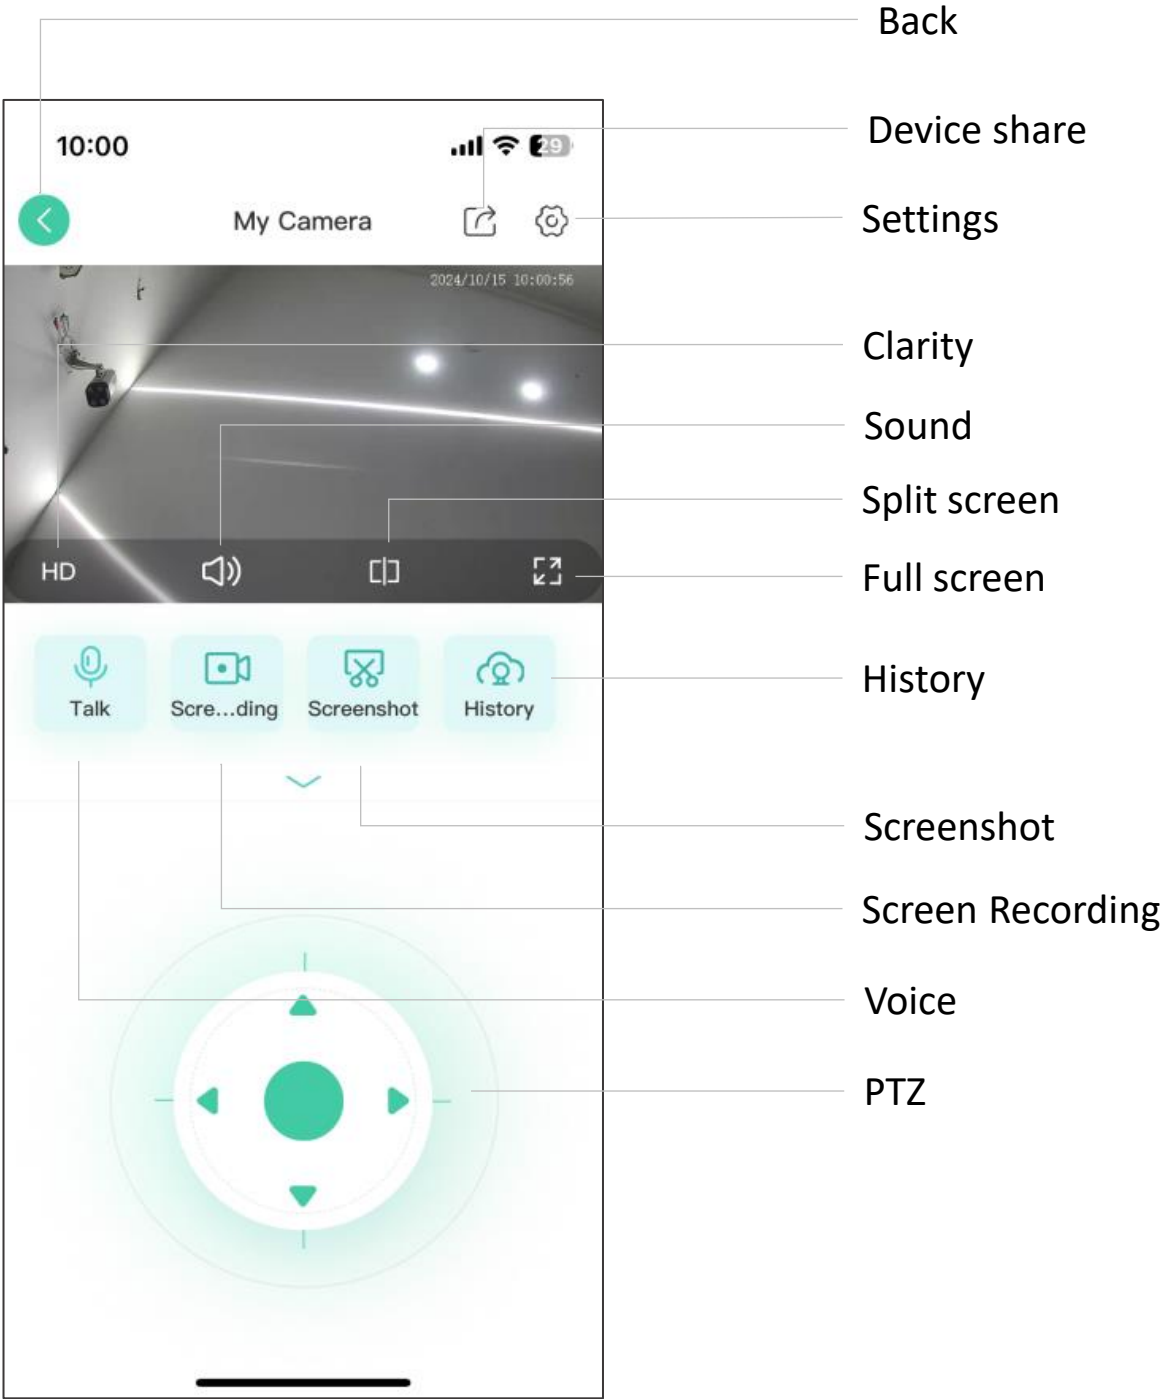 Back
Device share
10:00
29
My Camera
Settings
2024/10/15 10:00:56
Clarity
Sound
Split screen
HD
Full screen
Talk
Scre...ding
Screenshot
History
History
Screenshot
Screen Recording
Voice
PTZ